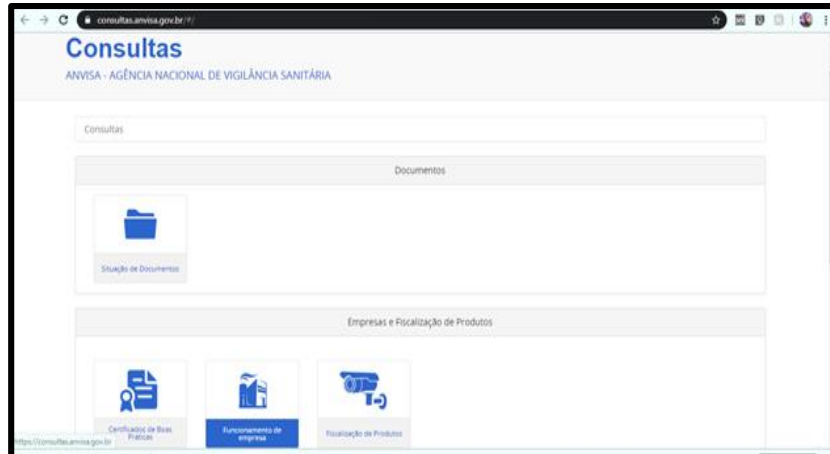 consultas.anvisa.gov.br/#/
Consultas
ANVISA - AGÊNCIA NACIONAL DE VIGILÂNCIA SANITÁRIA
Consultas
Documentos
Situação de Documentos
Empresas e Fiscalização de Produtos
Certificados de Boas
Práticas
Funcionamento de
empresa
Fiscalização de Produtos
https://consultas.anvisa.gov.br